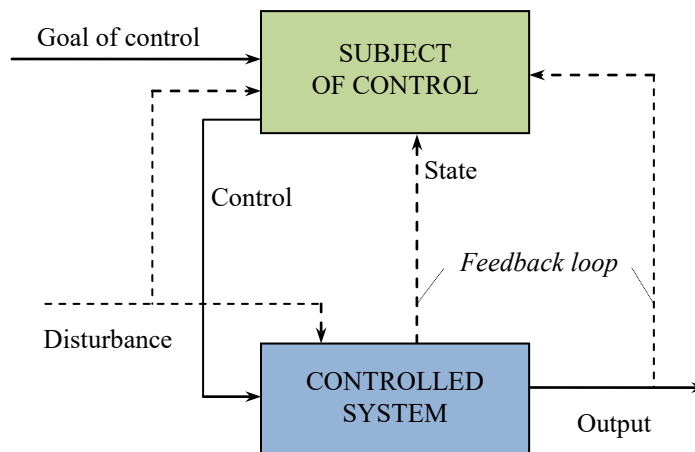 Goal of control
SUBJECT
OF CONTROL
State
Control
Feedback loop
Disturbance
CONTROLLED
SYSTEM
Output